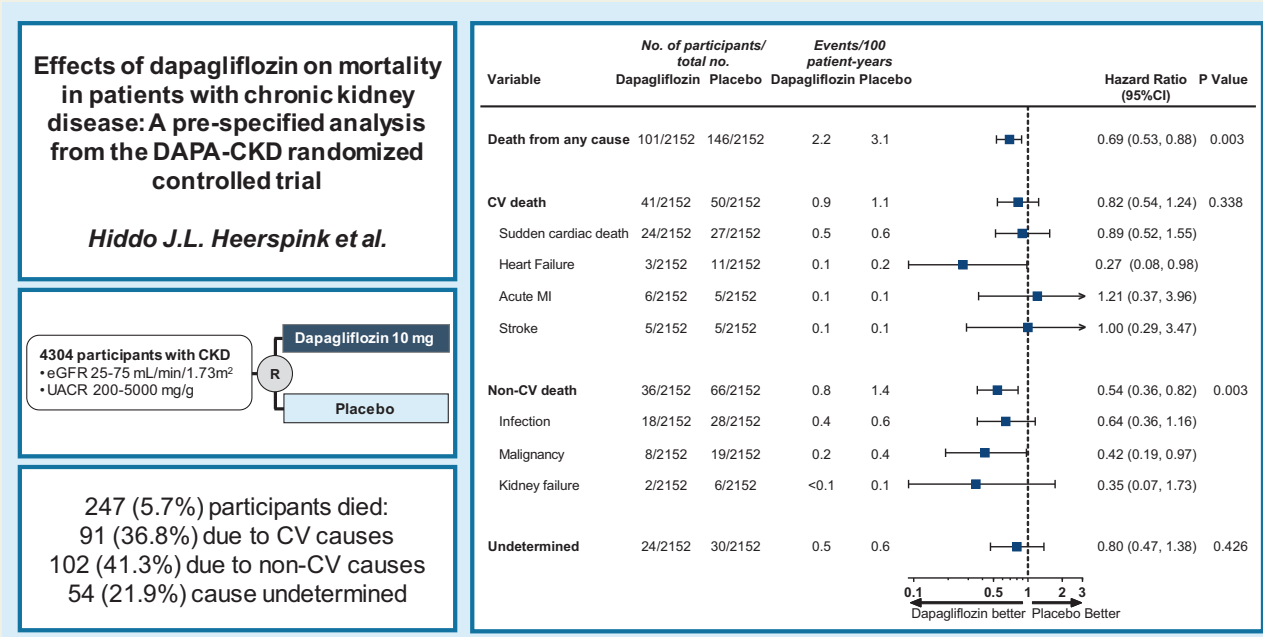 Effects of dapagliflozin on mortality
in patients with chronic kidney
disease: A pre-specified analysis
from the DAPA-CKD randomized
controlled trial
Hiddo J.L. Heerspink et al.
4304 participants with CKD
•eGFR 25-75 mL/min/1.73m²
•UACR 200-5000 mg/g
R
Dapagliflozin 10 mg
Placebo
247 (5.7%) participants died:
91 (36.8%) due to CV causes
102 (41.3%) due to non-CV causes
54 (21.9%) cause undetermined
No. of participants/ Events/100
total no. patient-years
Variable Dapagliflozin Placebo Dapagliflozin Placebo Hazard Ratio P Value
(95%CI)
Death from any cause 101/2152 146/2152 2.2 3.1 0.69 (0.53, 0.88) 0.003
CV death 41/2152 50/2152 0.9 1.1 0.82 (0.54, 1.24) 0.338
Sudden cardiac death 24/2152 27/2152 0.5 0.6 0.89 (0.52, 1.55)
Heart Failure 3/2152 11/2152 0.1 0.2 0.27 (0.08, 0.98)
Acute MI 6/2152 5/2152 0.1 0.1 1.21 (0.37, 3.96)
Stroke 5/2152 5/2152 0.1 0.1 1.00 (0.29, 3.47)
Non-CV death 36/2152 66/2152 0.8 1.4 0.54 (0.36, 0.82) 0.003
Infection 18/2152 28/2152 0.4 0.6 0.64 (0.36, 1.16)
Malignancy 8/2152 19/2152 0.2 0.4 0.42 (0.19, 0.97)
Kidney failure 2/2152 6/2152 <0.1 0.1 0.35 (0.07, 1.73)
Undetermined 24/2152 30/2152 0.5 0.6 0.80 (0.47, 1.38) 0.426
0.1 0.5 1 2 3
Dapagliflozin better Placebo Better